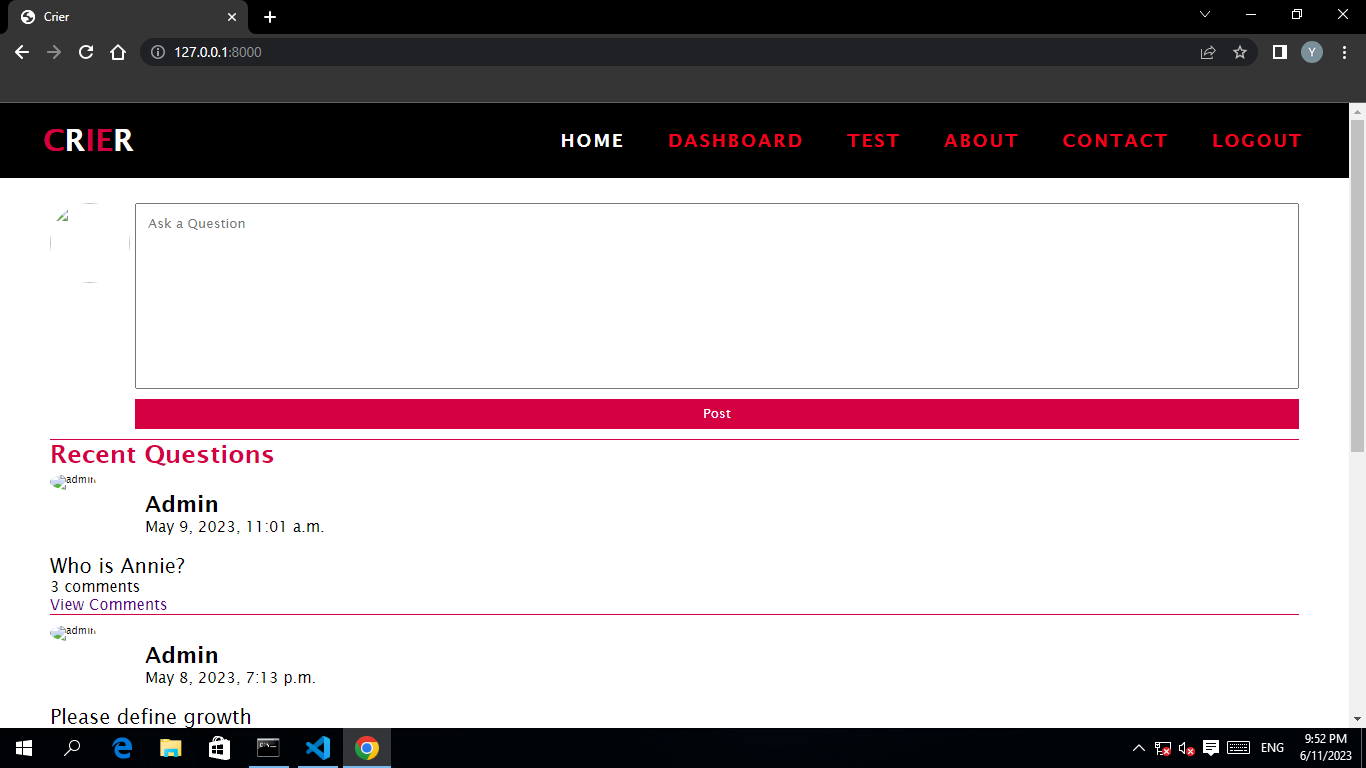 Crier
127.0.0.1:8000
Y
CRIER
HOME DASHBOARD TEST ABOUT CONTACT LOGOUT
Ask a Question
Post
Recent Questions
admin
Admin
May 9, 2023, 11:01 a.m.
Who is Annie?
3 comments
View Comments
admin
Admin
May 8, 2023, 7:13 p.m.
Please define growth
ENG
9:52 PM
6/11/2023